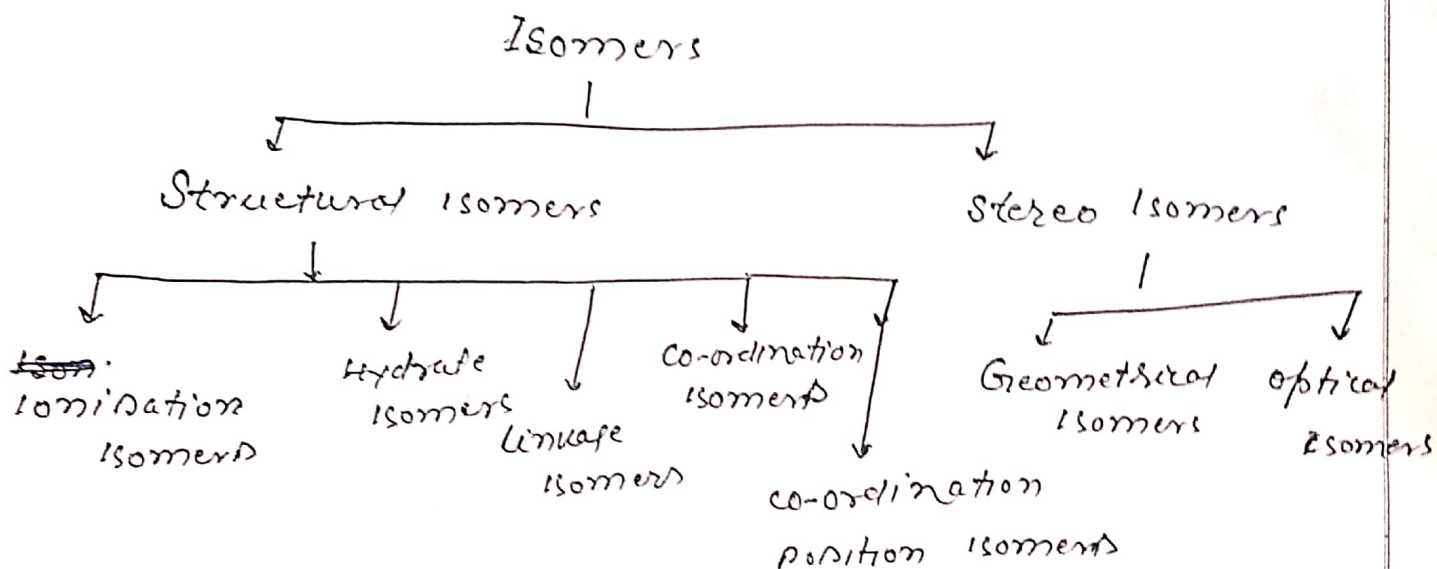 Isomers
Structural Isomers
Stereo Isomers
Ionisation
Isomers
Hydrate
Isomers
Linkage
Isomers
Co-ordination
Isomers
co-ordination
position isomers
Geometrical
Isomers
optical
Isomers